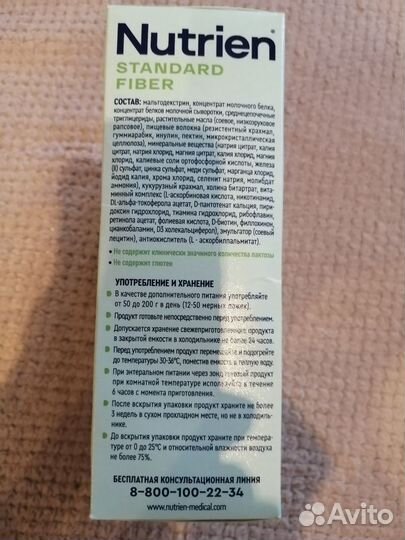 Nutrien®
STANDARD
FIBER
СОСТАВ: мальтодекстрин, концентрат молочного белка,
концентрат белков молочной сыворотки, среднецепочечные
триглицериды, растительные масла (соевое, низкоэруковое
рапсовое), пищевые волокна (резистентный крахмал,
гуммиарабик, инулин, пектин, микрокристаллическая
целлюлоза), минеральные вещества (натрия цитрат, калия
цитрат, натрия хлорид, магния цитрат, калия хлорид, магния
хлорид, калиевые соли ортофосфорной кислоты, железа
(II) сульфат, цинка сульфат, меди сульфат, марганца хлорид,
йодид калия, хрома хлорид, селенит натрия, молибдат
аммония), кукурузный крахмал, холина битартрат, вита-
минный комплекс (L-аскорбиновая кислота, никотинамид,
DL-альфа-токоферола ацетат, D-пантотенат кальция, пири-
доксин гидрохлорид, тиамина гидрохлорид, рибофлавин,
ретинола ацетат, фолиевая кислота, D-биотин, филлохинон,
цианкобаламин, D3 холекальциферол), эмульгатор (соевый
лецитин), антиокислитель (L - аскорбилпальмитат).
• Не содержит клинически значимого количества лактозы
• Не содержит глютен
УПОТРЕБЛЕНИЕ И ХРАНЕНИЕ
В качестве дополнительного питания употребляйте
от 50 до 200 г в день (12-50 мерных ложек).
Продукт готовьте непосредственно перед употреблением.
Допускается хранение свежеприготовленного продукта
в закрытой емкости в холодильнике не более 24 часов.
Перед употреблением продукт перемешайте и подогрейте
до температуры 30-36°С, поместив емкость в теплую воду.
При энтеральном питании через зонд готовый продукт
при комнатной температуре используйте в течение
6 часов с момента приготовления.
После вскрытия упаковки продукт храните не более
3 недель в сухом прохладном месте, но не в холодиль-
нике.
До вскрытия упаковки продукт храните при темпера-
туре от 0 до 25°С и относительной влажности воздуха
не более 75%.
БЕСПЛАТНАЯ КОНСУЛЬТАЦИОННАЯ ЛИНИЯ
8-800-100-22-34
www.nutrien-medical.com
Avito